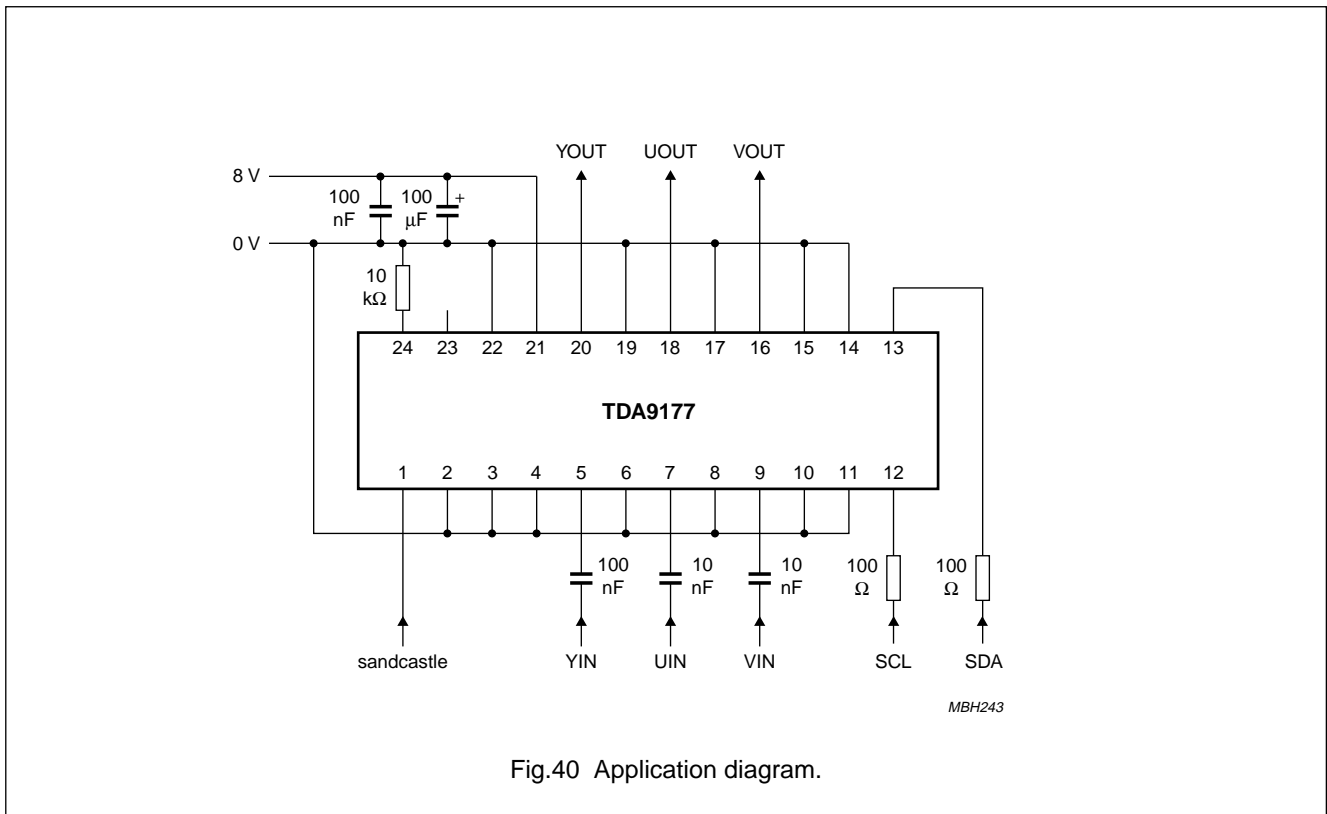 YOUT UOUT VOUT
8 V
100 nF
100 μF
+
0 V
10 kΩ
24 23 22 21 20 19 18 17 16 15 14 13
TDA9177
1 2 3 4 5 6 7 8 9 10 11 12
100 nF
10 nF
10 nF
100 Ω
100 Ω
sandcastle YIN UIN VIN SCL SDA
MBH243
Fig.40 Application diagram.